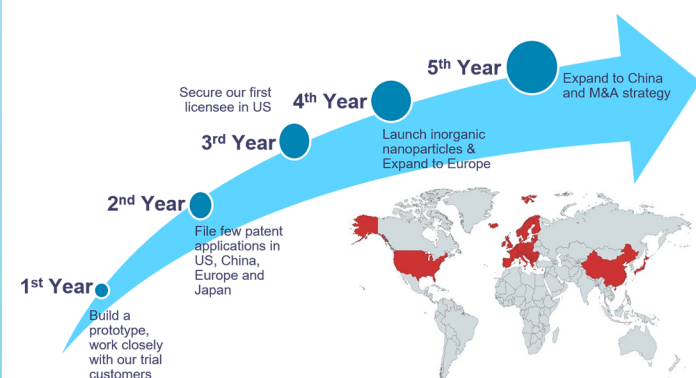 1st Year
Build a
prototype,
work closely
with our trial
customers
2nd Year
File few patent
applications in
US, China,
Europe and
Japan
3rd Year
Secure our first
licensee in US
4th Year
Launch inorganic
nanoparticles &
Expand to Europe
5th Year
Expand to China
and M&A strategy